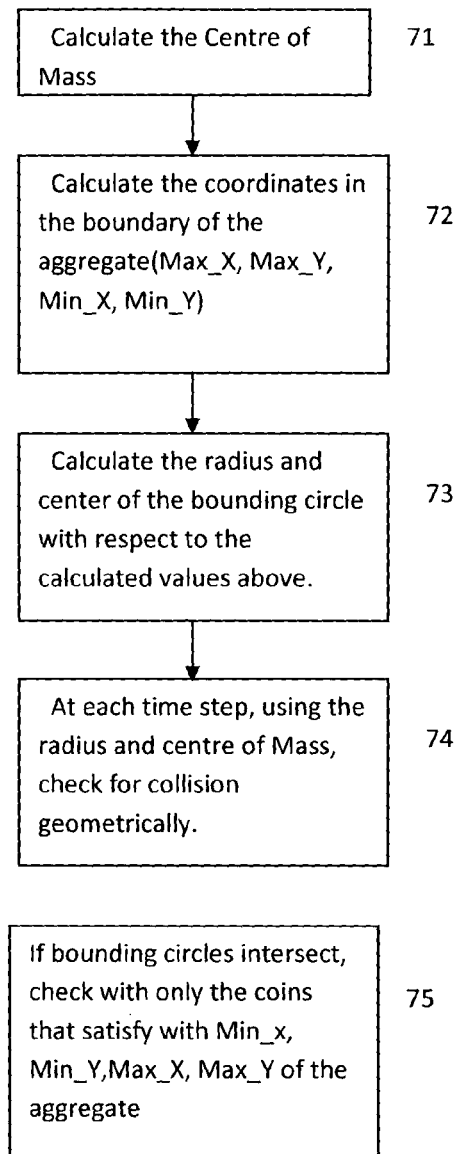 Calculate the Centre of
Mass
71
Calculate the coordinates in
the boundary of the
aggregate(Max_X, Max_Y,
Min_X, Min_Y)
72
Calculate the radius and
center of the bounding circle
with respect to the
calculated values above.
73
At each time step, using the
radius and centre of Mass,
check for collision
geometrically.
74
If bounding circles intersect,
check with only the coins
that satisfy with Min_x,
Min_Y,Max_X, Max_Y of the
aggregate
75